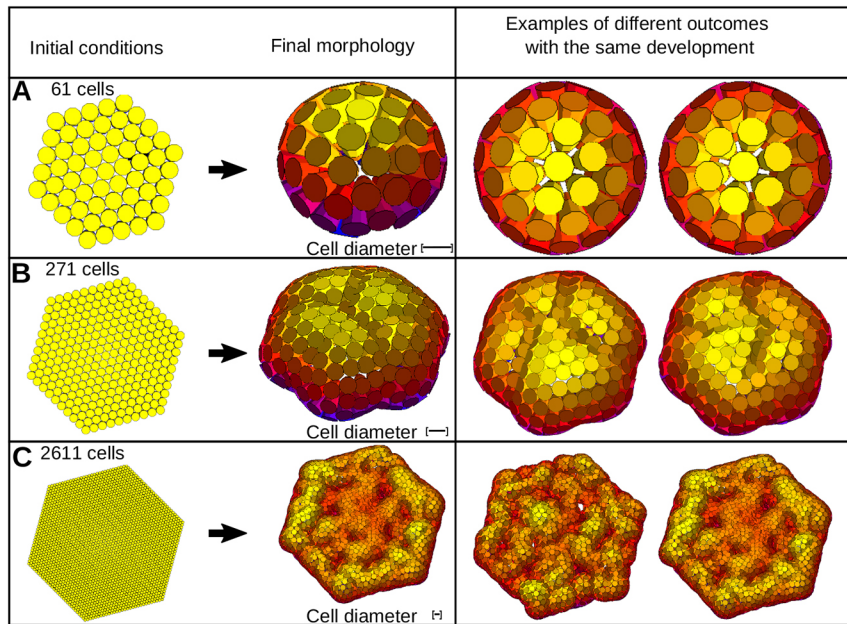 Initial conditions
Final morphology
Examples of different outcomes
with the same development
A
61 cells
Cell diameter
B
271 cells
Cell diameter
C
2611 cells
Cell diameter